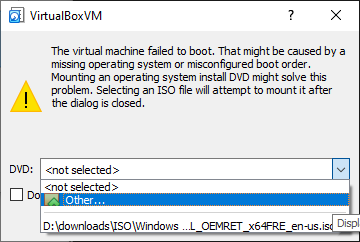 VirtualBoxVM
The virtual machine failed to boot. That might be caused by a
missing operating system or misconfigured boot order.
Mounting an operating system install DVD might solve this
problem. Selecting an ISO file will attempt to mount it after
the dialog is closed.
DVD:
<not selected>
<not selected>
Do
Other...
D:\downloads\ISO\Windows ...L_OEMRET_x64FRE_en-us.iso
Displ